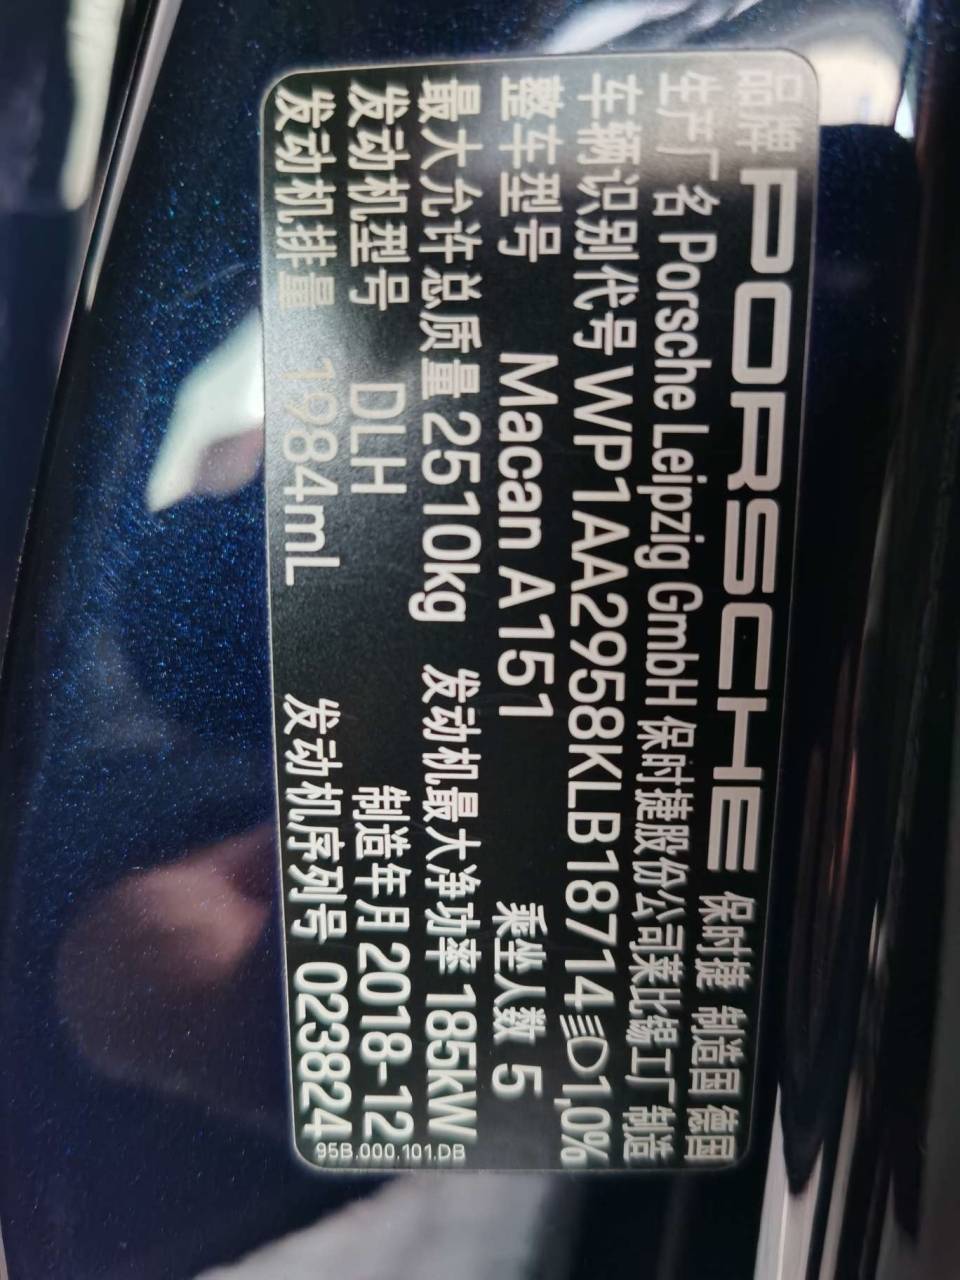 品牌 PORSCHE 保时捷 制造国 德国
生产厂名 Porsche Leipzig GmbH 保时捷股份公司莱比锡工厂制造
车辆识别代号 WP1AA2958KLB18714 1,0%
整车型号 Macan A151 乘坐人数 5
最大允许总质量 2510kg 发动机最大净功率 185kW
发动机型号 DLH 制造年月 2018-12
发动机排量 1984mL 发动机序列号 023824
95B.000.101.DB